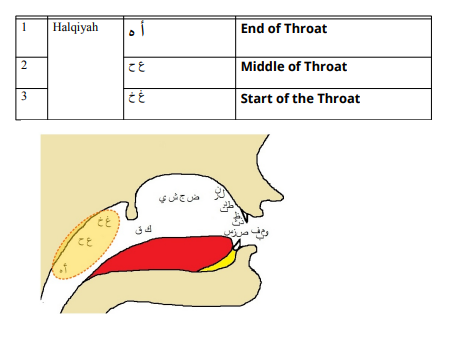 1 Halqiyah أ ه End of Throat
2 ع ح Middle of Throat
3 غ خ Start of the Throat
غ خ
ع ح
أ ه
ض ج ش ي
ك ق
ص ز س